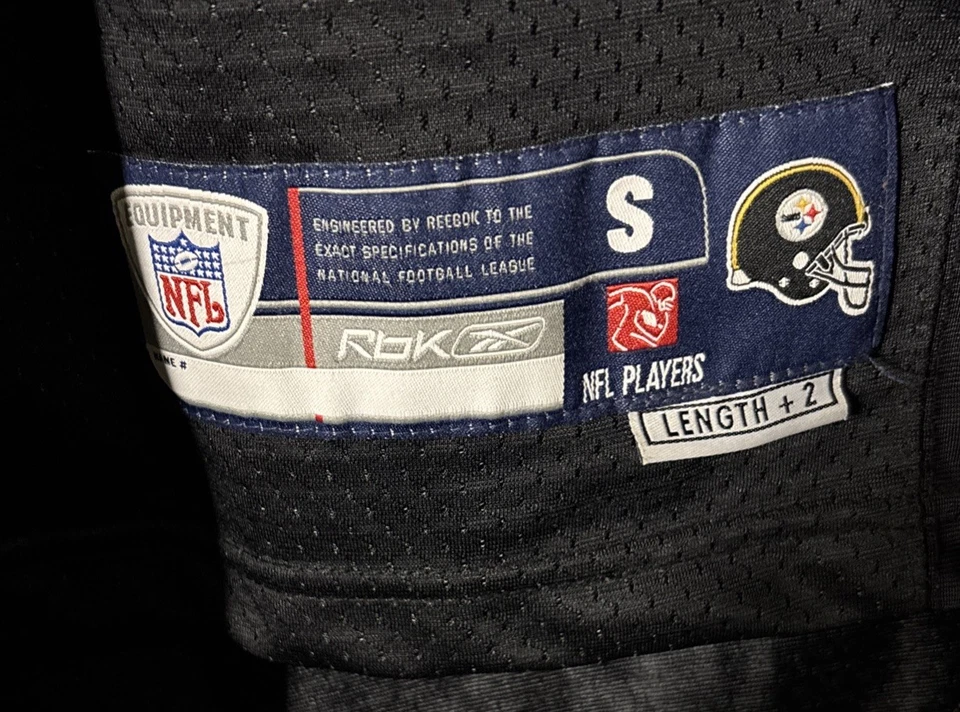 EQUIPMENT
NFL
NAME #
ENGINEERED BY REEBOK TO THE
EXACT SPECIFICATIONS OF THE
NATIONAL FOOTBALL LEAGUE
RbK
S
NFL PLAYERS
LENGTH + 2